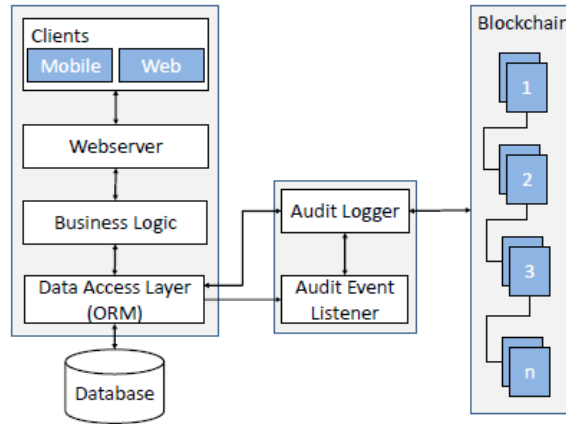 Clients
Mobile
Web
Webserver
Business Logic
Data Access Layer
(ORM)
Database
Audit Logger
Audit Event
Listener
Blockchain
1
2
3
n